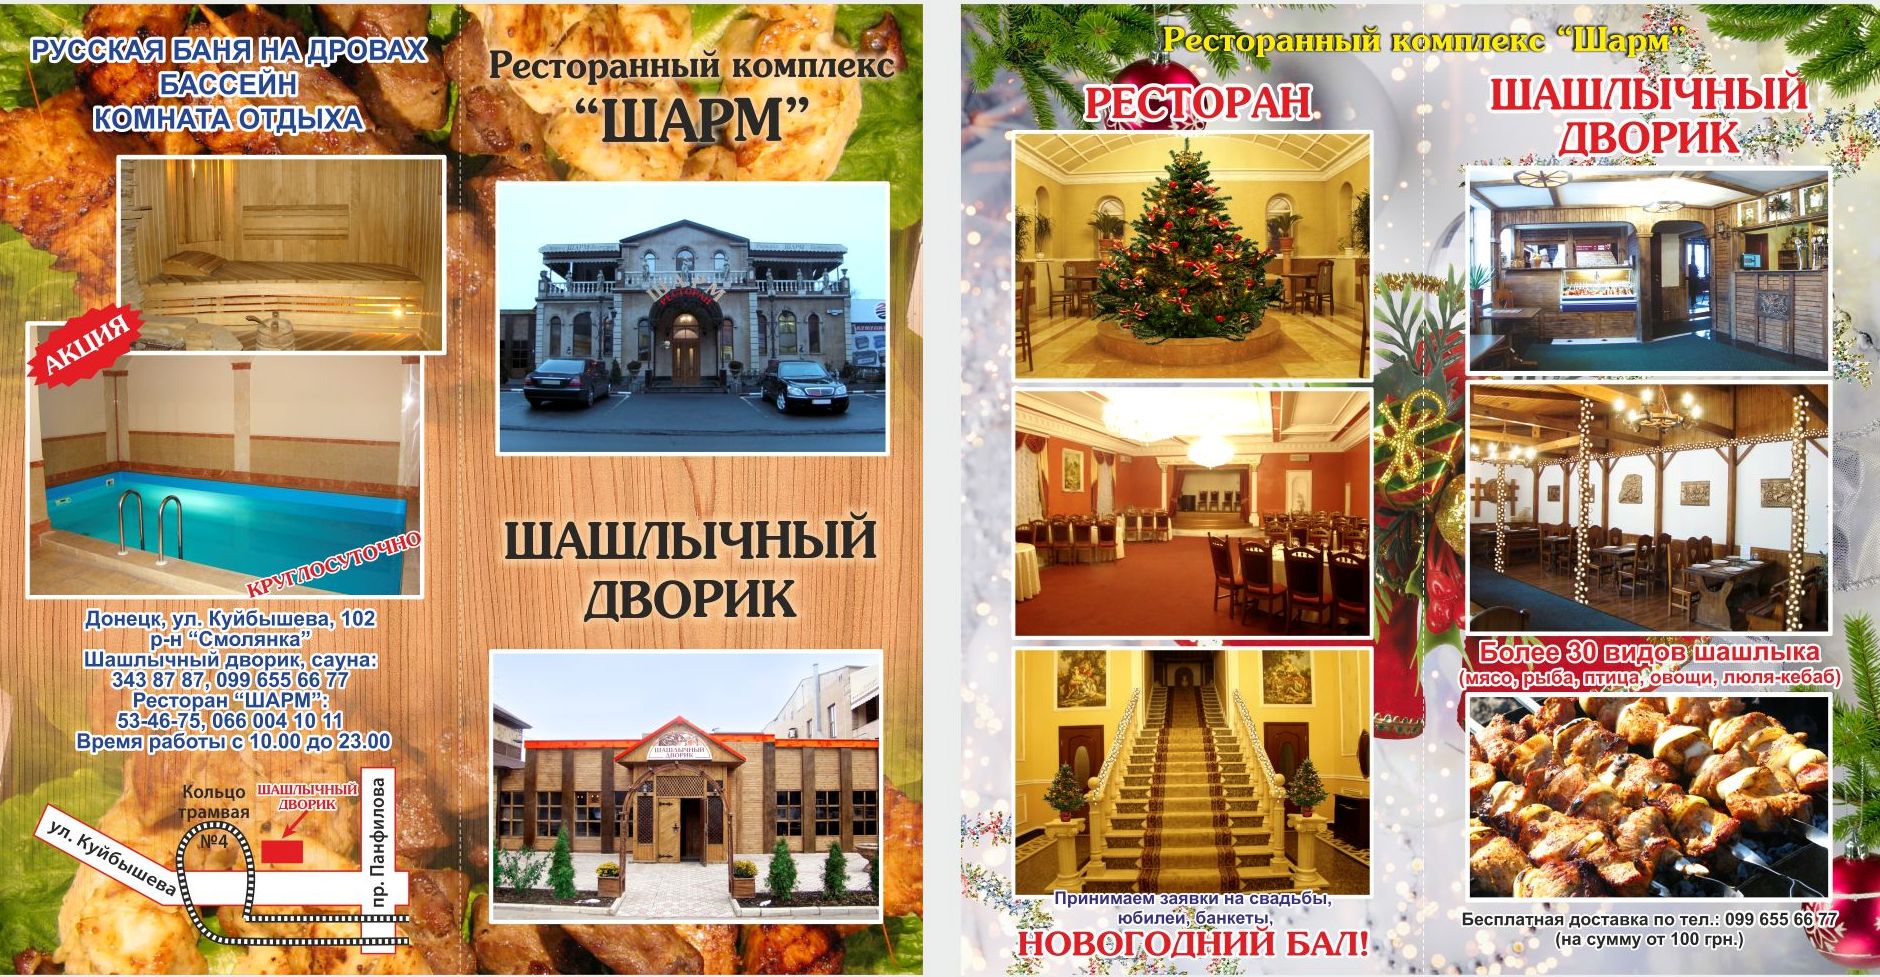 РУССКАЯ БАНЯ НА ДРОВАХ
БАССЕЙН
КОМНАТА ОТДЫХА
АКЦИЯ
КРУГЛОСУТОЧНО
Донецк, ул. Куйбышева, 102
р-н “Смолянка”
Шашлычный дворик, сауна:
343 87 87, 099 655 66 77
Ресторан “ШАРМ”:
53-46-75, 066 004 10 11
Время работы с 10.00 до 23.00
Кольцо
трамвая
№4
ШАШЛЫЧНЫЙ
ДВОРИК
ул. Куйбышева
пр. Панфилова
Ресторанный комплекс
“ШАРМ”
ШАРМ
РЕСТОРАН
ШАШЛЫЧНЫЙ
ДВОРИК
ШАШЛЫЧНЫЙ
ДВОРИК
Ресторанный комплекс “Шарм”
РЕСТОРАН
Принимаем заявки на свадьбы,
юбилеи, банкеты,
НОВОГОДНИЙ БАЛ!
ШАШЛЫЧНЫЙ
ДВОРИК
Более 30 видов шашлыка
(мясо, рыба, птица, овощи, люля-кебаб)
Бесплатная доставка по тел.: 099 655 66 77
(на сумму от 100 грн.)